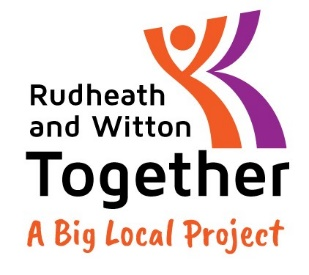 Rudheath
and Witton
Together
A Big Local Project